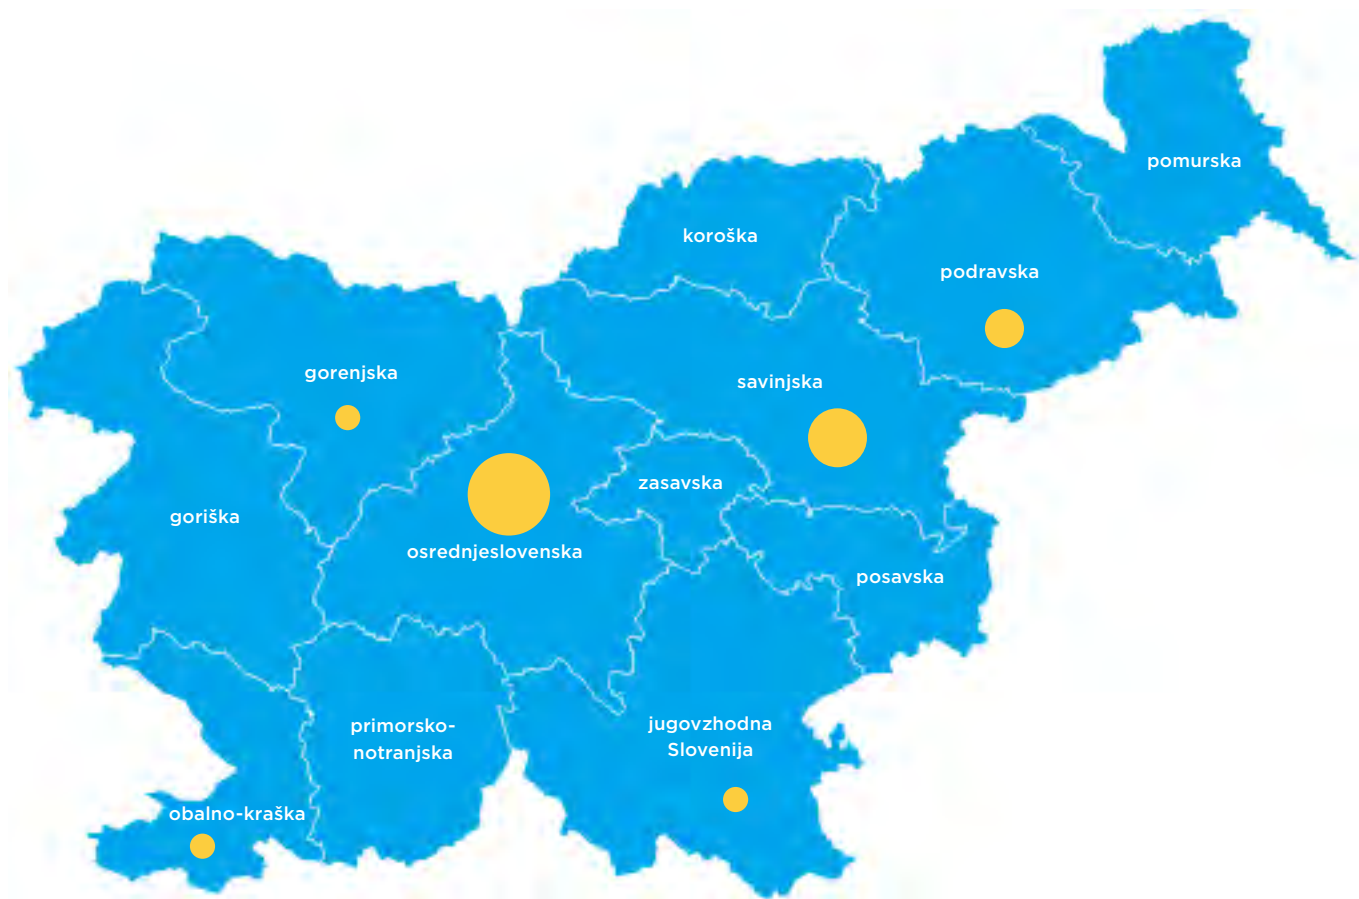 pomurska
koroška
podravska
gorenjska
savinjska
zasavska
goriška
osrednjeslovenska
posavska
primorsko-
notranjska
jugovzhodna
Slovenija
obalno-kraška